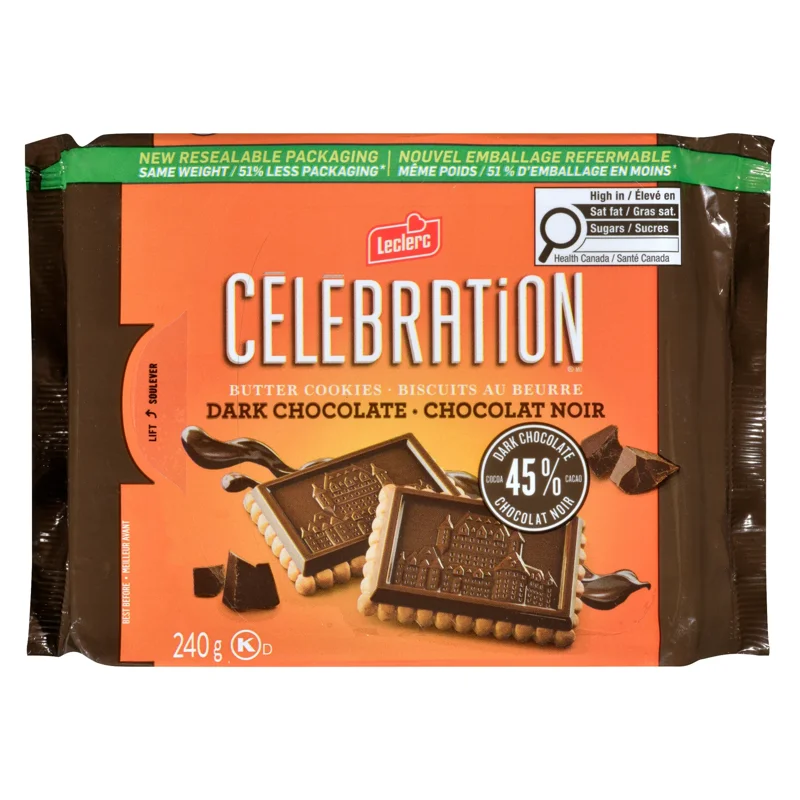 NEW RESEALABLE PACKAGING | NOUVEL EMBALLAGE REFERMABLE
SAME WEIGHT / 51% LESS PACKAGING* | MÊME POIDS / 51 % D'EMBALLAGE EN MOINS*
High in / Élevé en
Sat fat / Gras sat.
Sugars / Sucres
Health Canada / Santé Canada
Leclerc
CELEBRATiON
BUTTER COOKIES · BISCUITS AU BEURRE
DARK CHOCOLATE · CHOCOLAT NOIR
LIFT SOULEVER
DARK CHOCOLATE
COCOA 45% CACAO
CHOCOLAT NOIR
BEST BEFORE • MEILLEUR AVANT
240 g K D